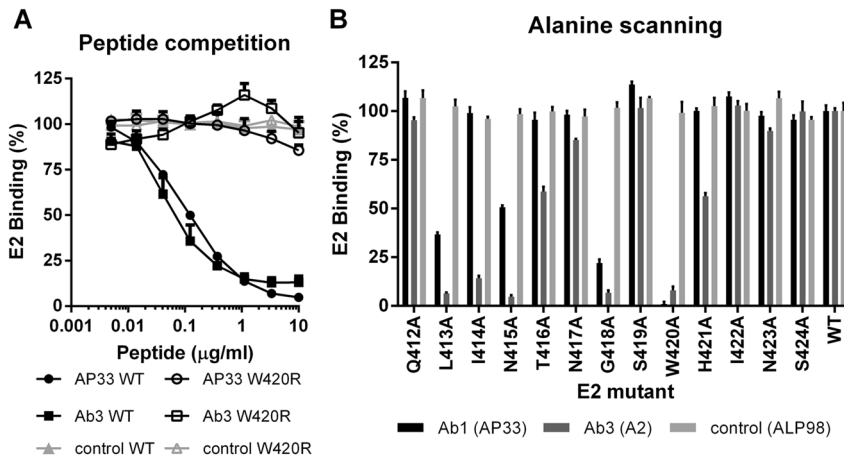 A
Peptide competition
E2 Binding (%)
125
100
75
50
25
0
0.001
0.01
0.1
1
10
Peptide (μg/ml)
AP33 WT
AP33 W420R
Ab3 WT
Ab3 W420R
control WT
control W420R
B
Alanine scanning
E2 Binding (%)
125
100
75
50
25
0
Q412A
L413A
I414A
N415A
T416A
N417A
G418A
S419A
W420A
H421A
I422A
N423A
S424A
WT
E2 mutant
Ab1 (AP33)
Ab3 (A2)
control (ALP98)